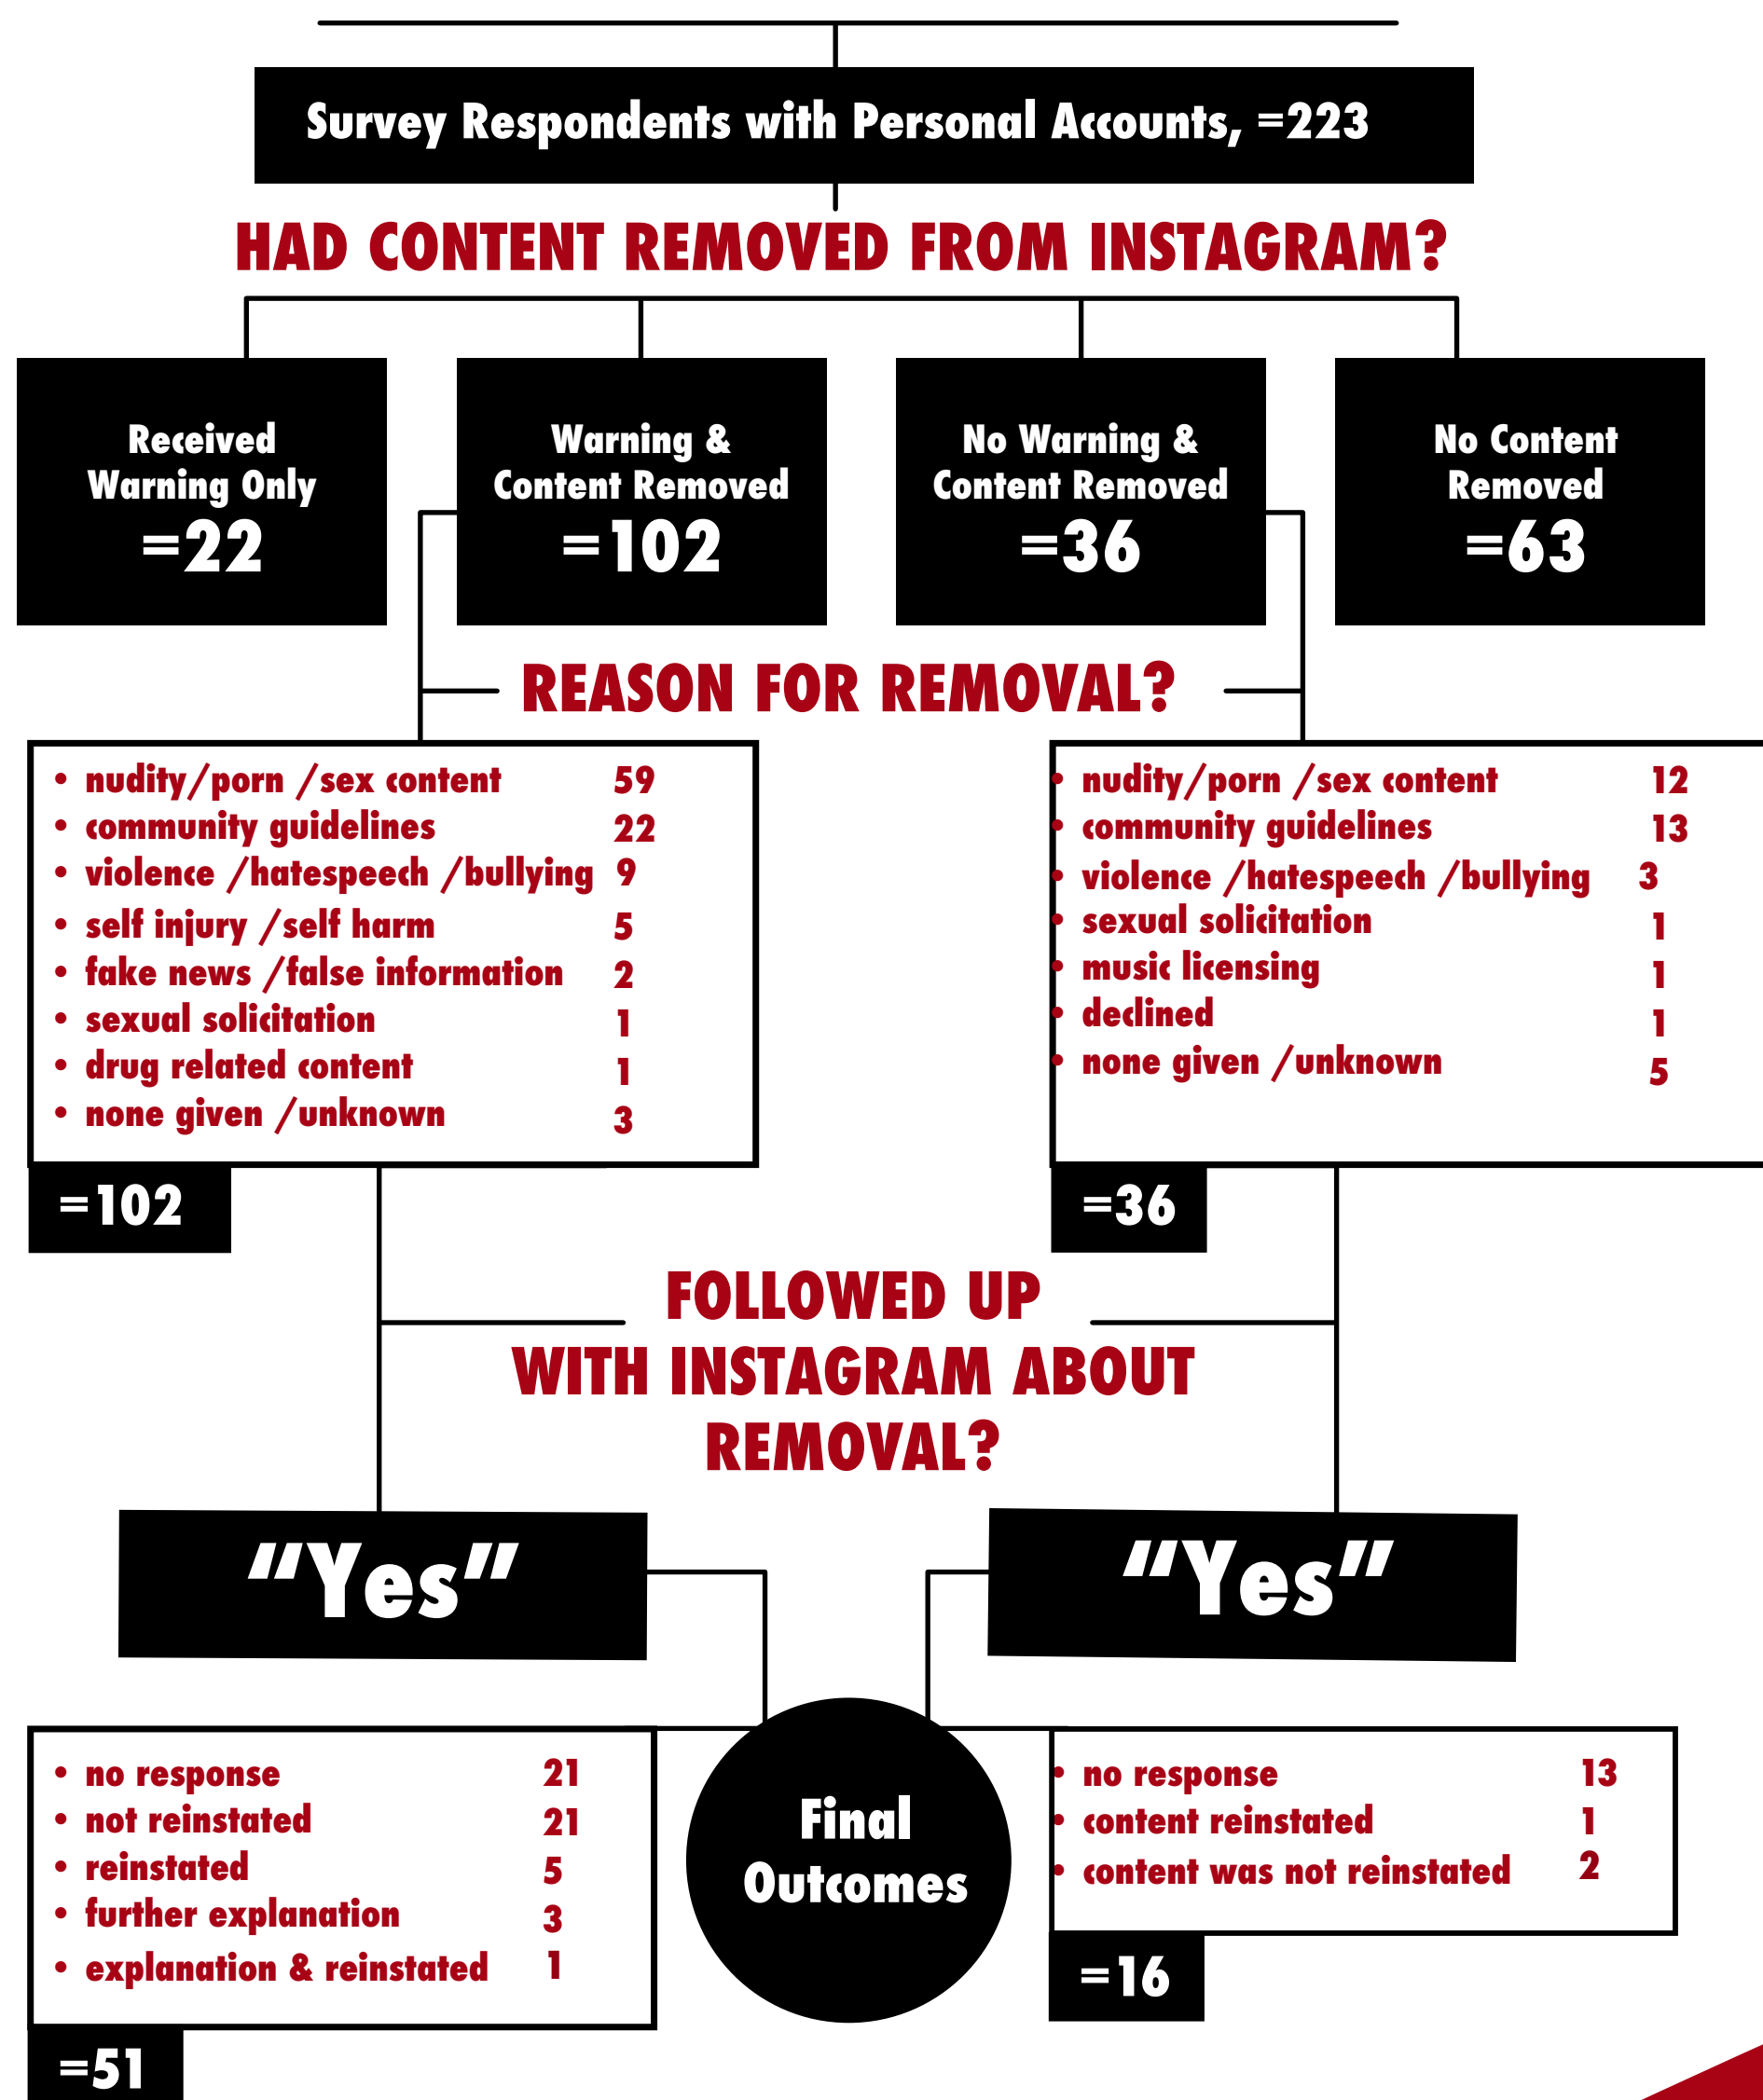 Survey Respondents with Personal Accounts, =223
HAD CONTENT REMOVED FROM INSTAGRAM?
Received
Warning Only
=22
Warning &
Content Removed
=102
No Warning &
Content Removed
=36
No Content
Removed
=63
REASON FOR REMOVAL?
• nudity/porn /sex content 59
• community guidelines 22
• violence /hatespeech /bullying 9
• self injury /self harm 5
• fake news /false information 2
• sexual solicitation 1
• drug related content 1
• none given /unknown 3
=102
• nudity/porn /sex content 12
• community guidelines 13
• violence /hatespeech /bullying 3
• sexual solicitation 1
• music licensing 1
• declined 1
• none given /unknown 5
=36
FOLLOWED UP
WITH INSTAGRAM ABOUT
REMOVAL?
"Yes"
"Yes"
• no response 21
• not reinstated 21
• reinstated 5
• further explanation 3
• explanation & reinstated 1
=51
Final
Outcomes
• no response 13
• content reinstated 1
• content was not reinstated 2
=16